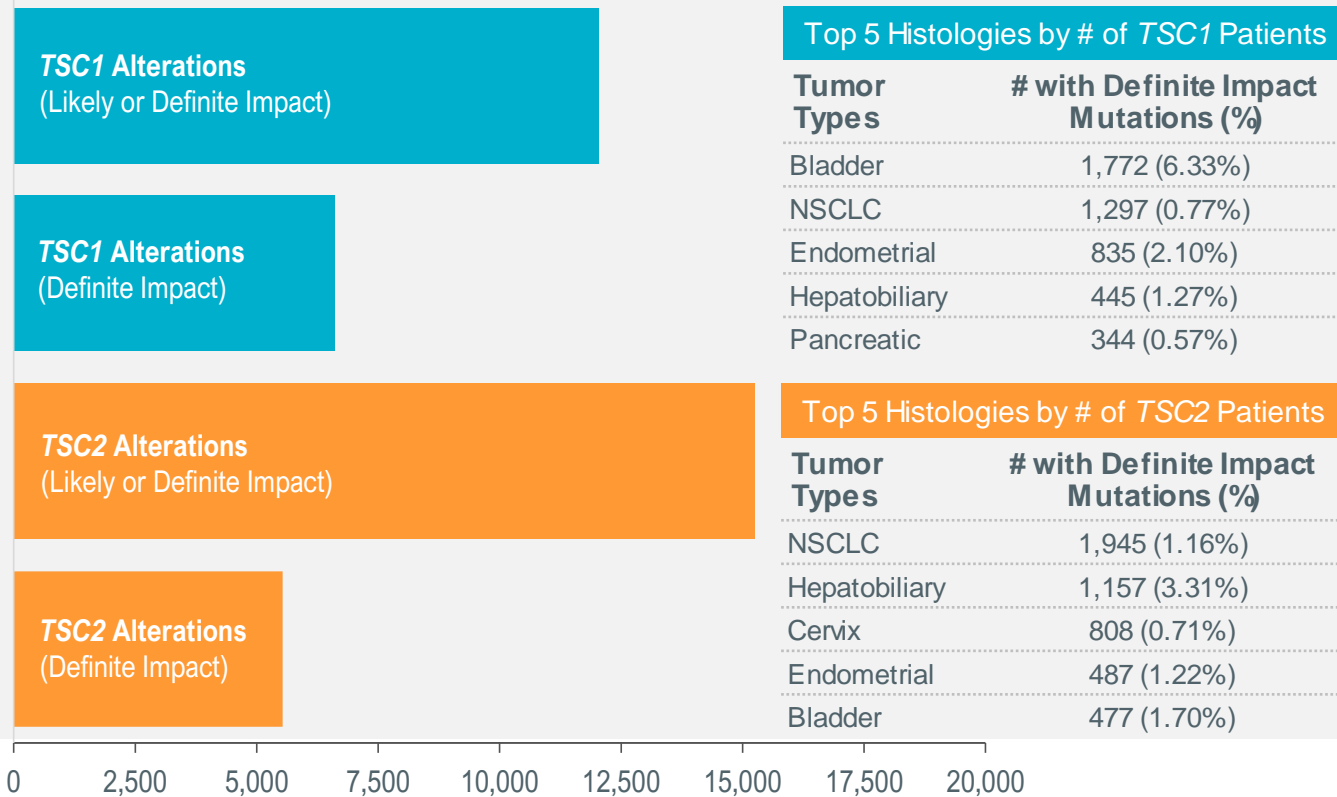 TSC1 Alterations
(Likely or Definite Impact)
TSC1 Alterations
(Definite Impact)
TSC2 Alterations
(Likely or Definite Impact)
TSC2 Alterations
(Definite Impact)
0 2,500 5,000 7,500 10,000 12,500 15,000 17,500 20,000
Top 5 Histologies by # of TSC1 Patients
Tumor Types # with Definite Impact Mutations (%)
Bladder 1,772 (6.33%)
NSCLC 1,297 (0.77%)
Endometrial 835 (2.10%)
Hepatobiliary 445 (1.27%)
Pancreatic 344 (0.57%)
Top 5 Histologies by # of TSC2 Patients
Tumor Types # with Definite Impact Mutations (%)
NSCLC 1,945 (1.16%)
Hepatobiliary 1,157 (3.31%)
Cervix 808 (0.71%)
Endometrial 487 (1.22%)
Bladder 477 (1.70%)